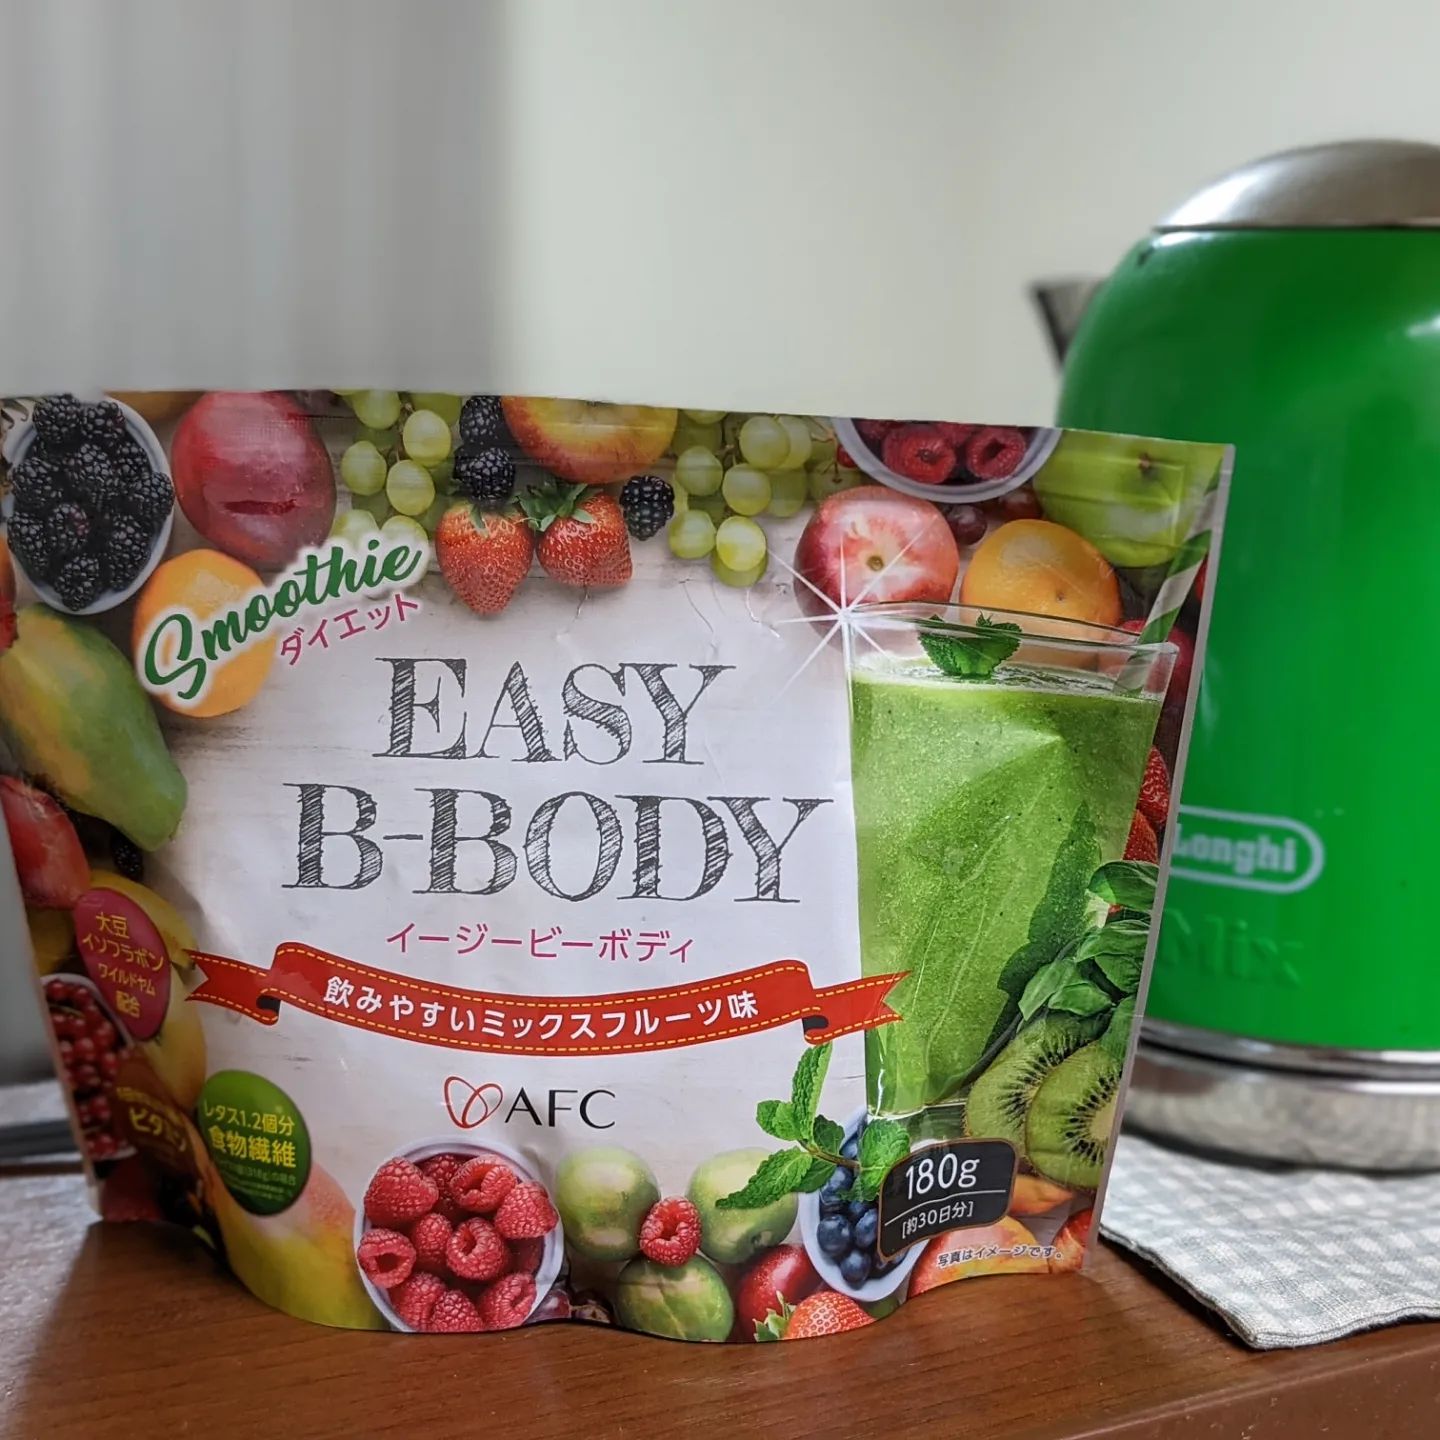 Smoothie
ダイエット
EASY
B-BODY
イージービーボディ
飲みやすいミックスフルーツ味
AFC
大豆
イソフラボン
ワイルドヤム
配合
ビタミン
レタス1.2個分
食物繊維
180g
[約30日分]
写真はイメージです。
Longhi